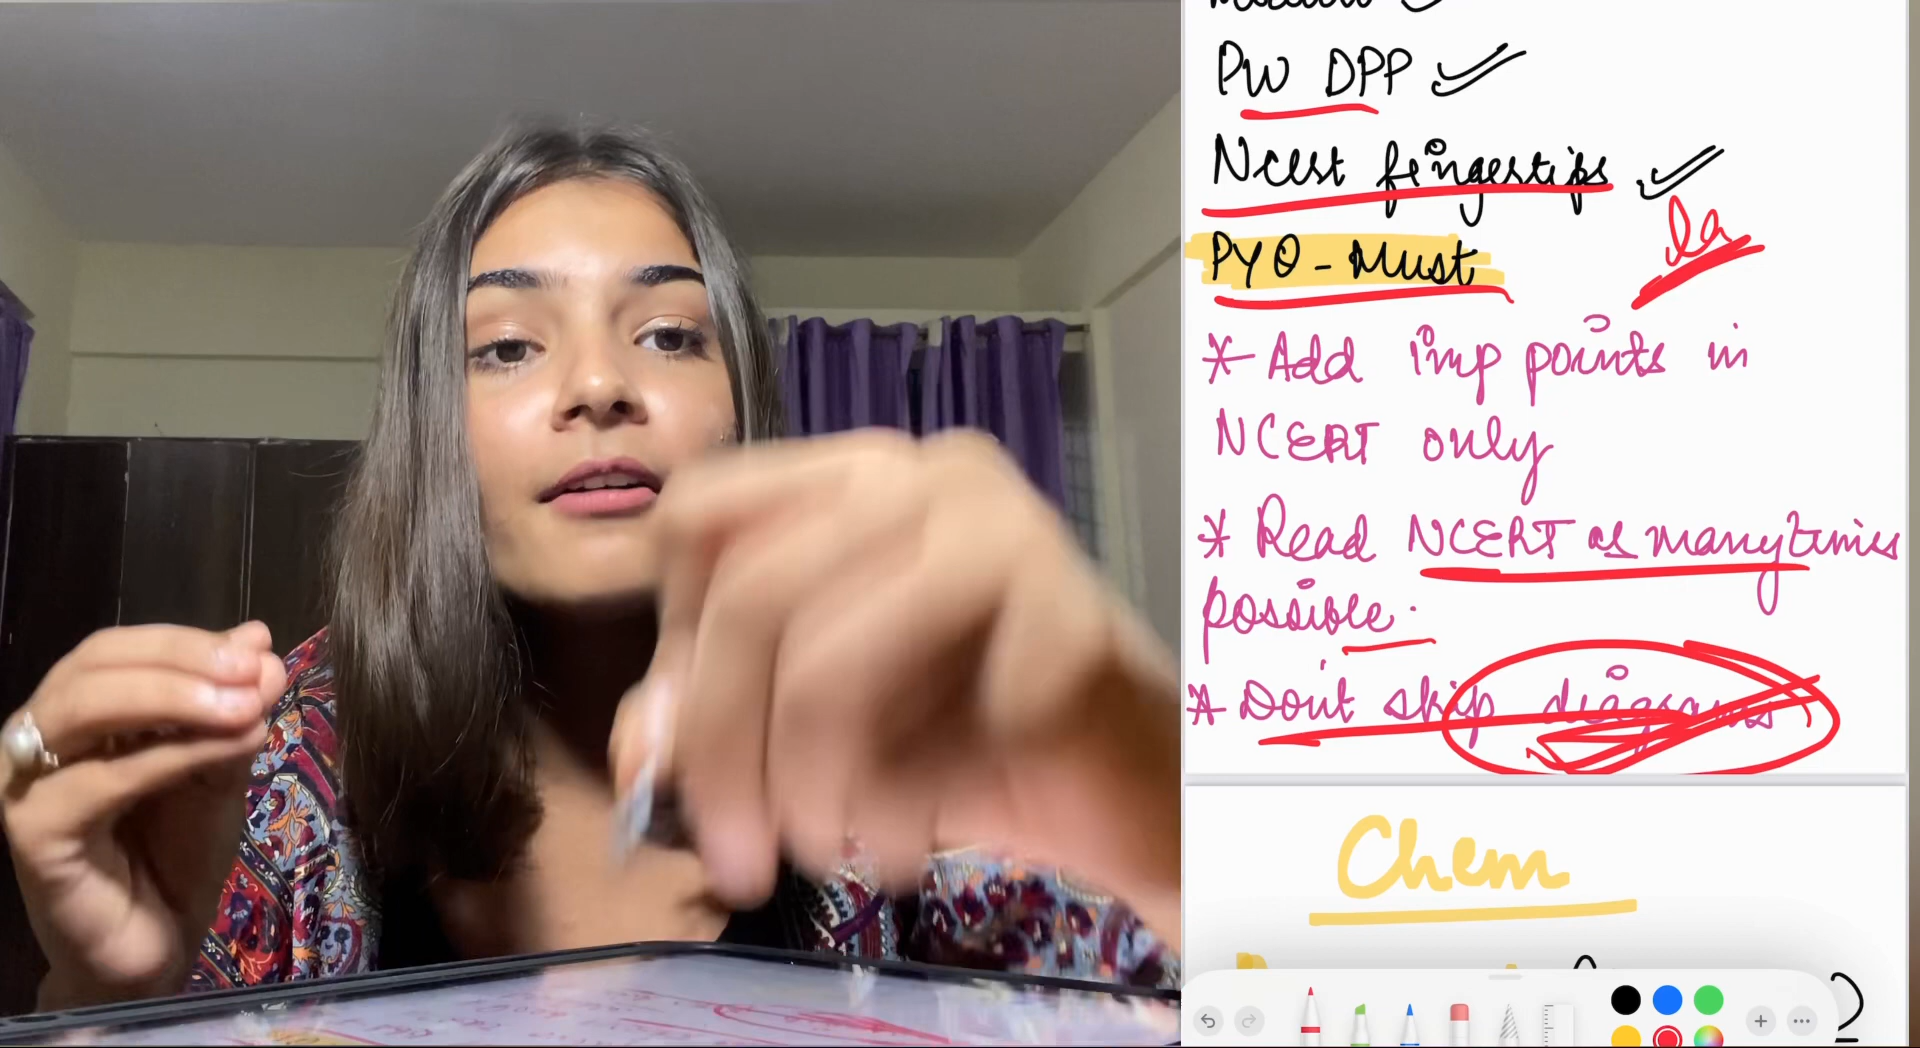 PW DPP
Ncert fingertips
PYQ - Must
* Add imp points in
NCERT only
* Read NCERT as many times
possible.
* Don't skip diagrams
Chem